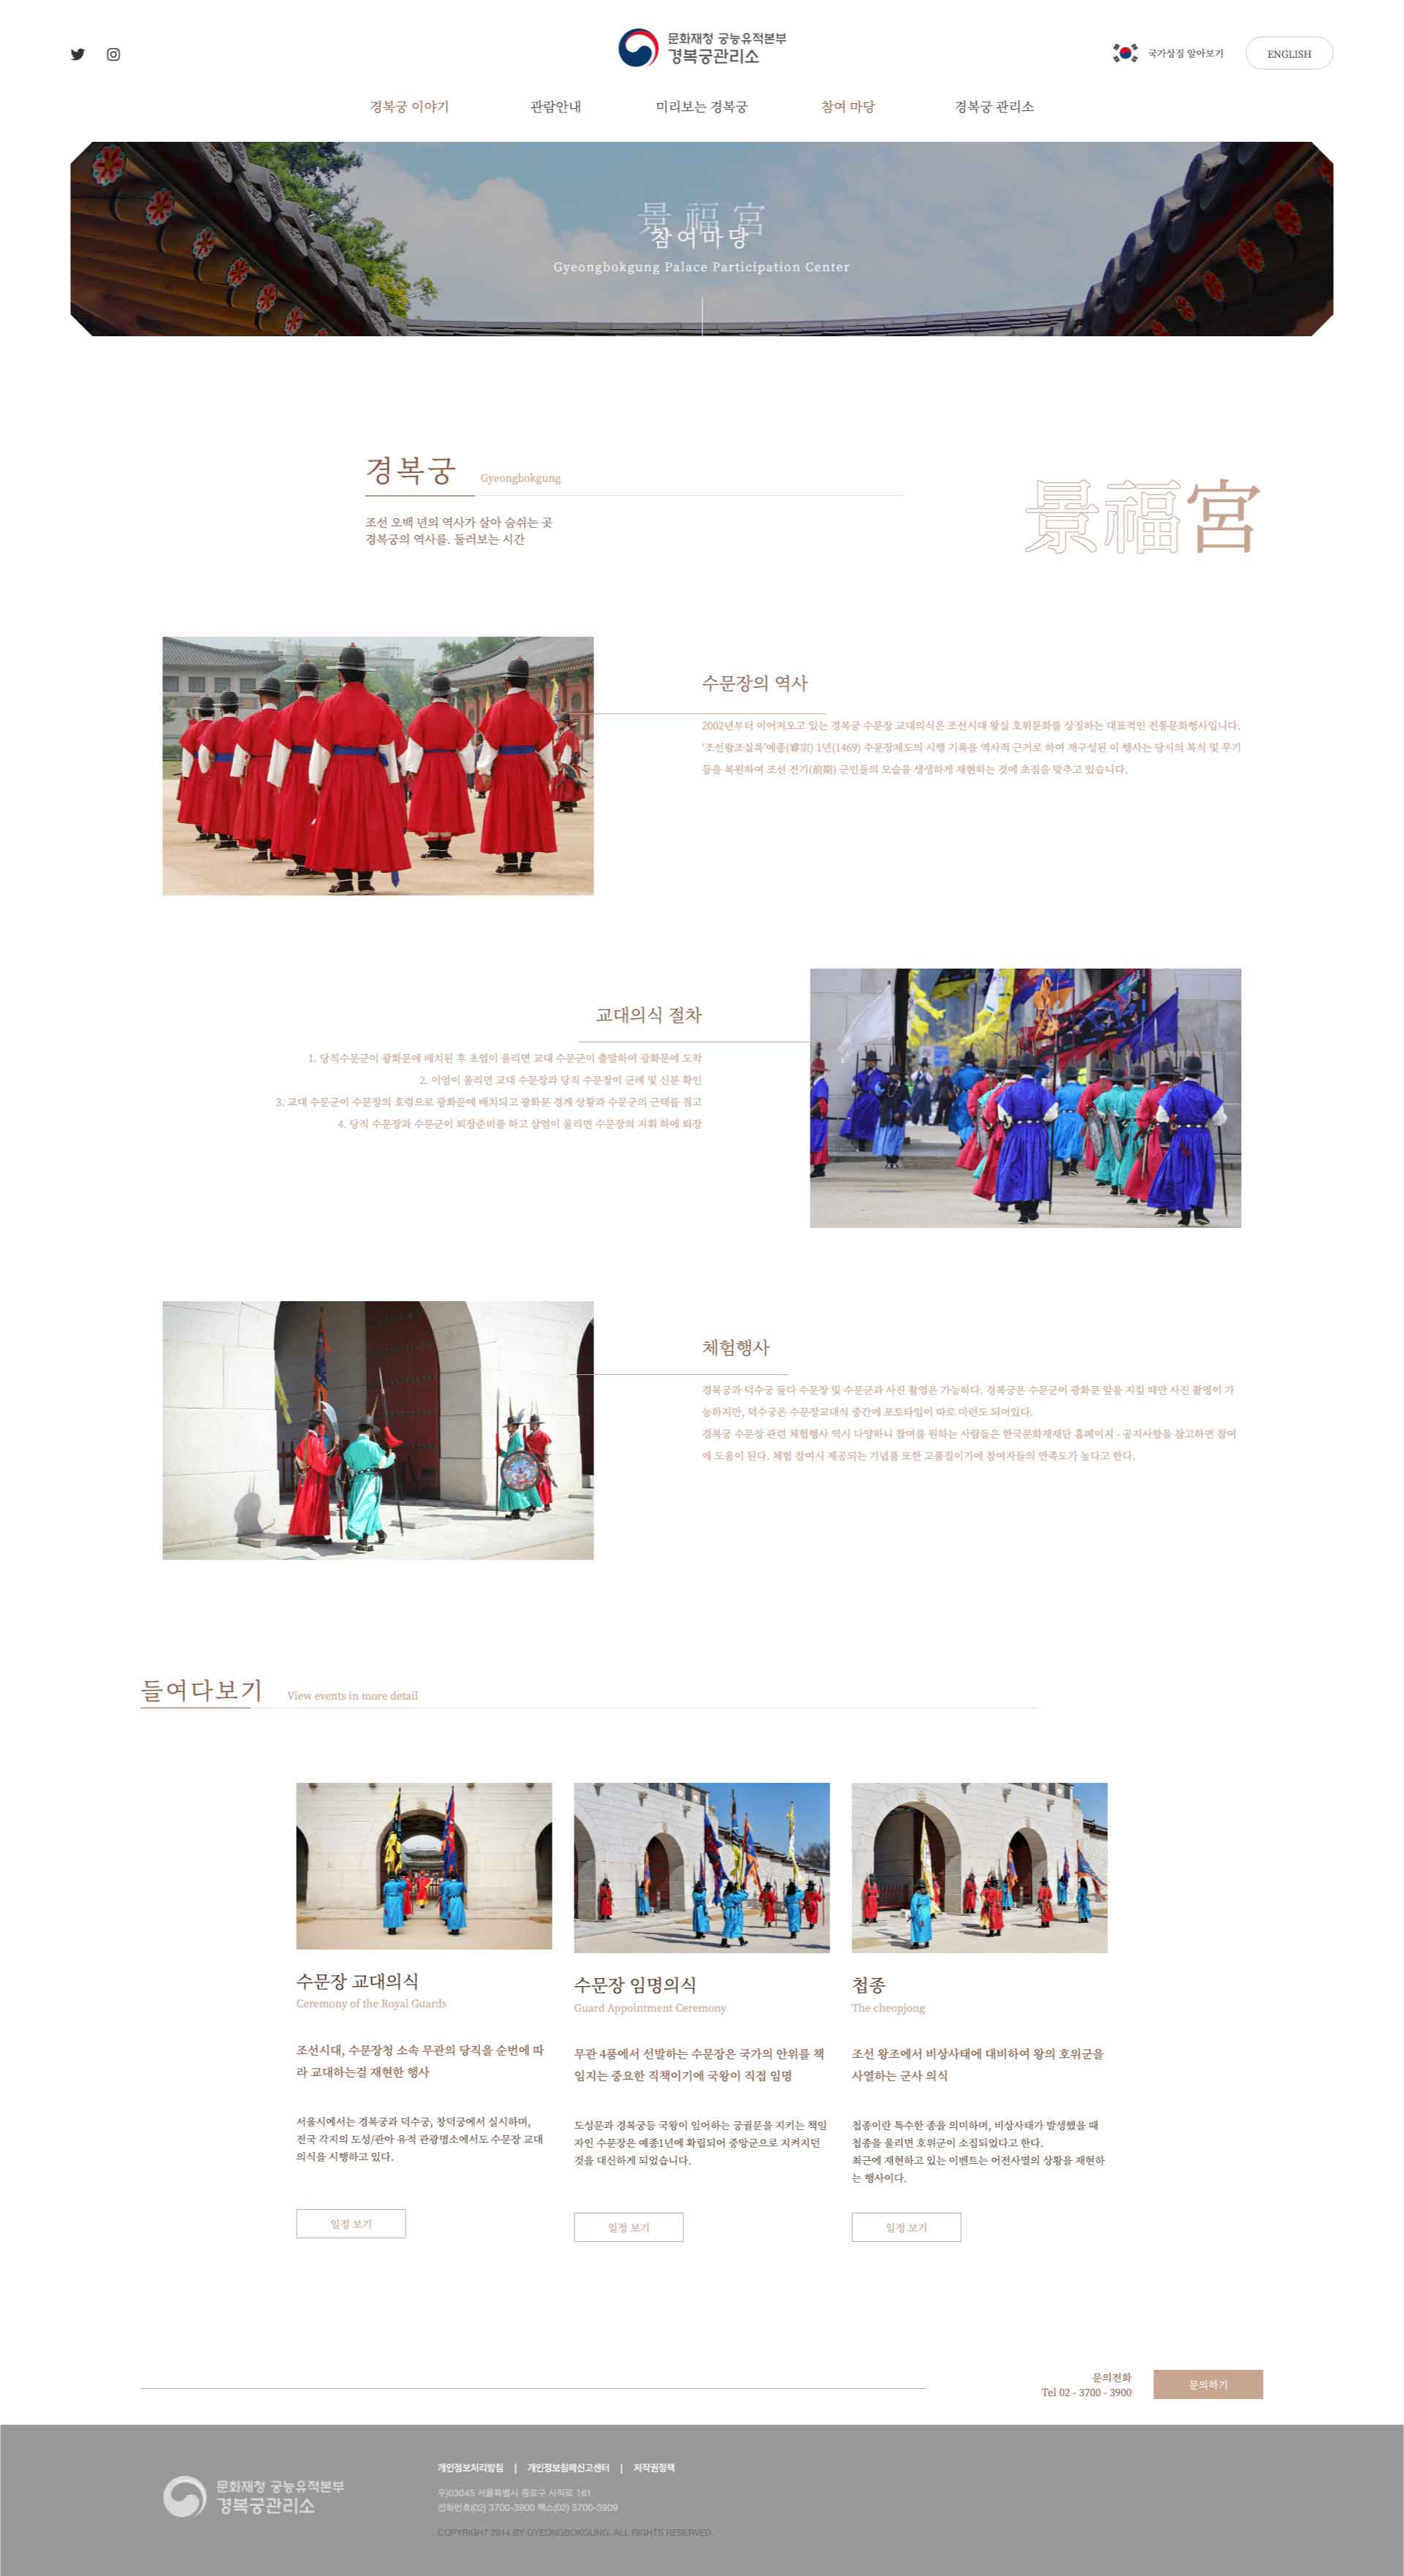 문화재청 궁능유적본부
경복궁관리소
국가상징 알아보기
ENGLISH
경복궁 이야기
관람안내
미리보는 경복궁
참여 마당
경복궁 관리소
景福宮
참여마당
Gyeongbokgung Palace Participation Center
경복궁
Gyeongbokgung
조선 오백 년의 역사가 살아 숨쉬는 곳
경복궁의 역사를. 둘러보는 시간
景福宮
수문장의 역사
2002년부터 이어져오고 있는 경복궁 수문장 교대의식은 조선시대 왕실 호위문화를 상징하는 대표적인 전통문화행사입니다.
‘조선왕조실록’예종(睿宗) 1년(1469) 수문장제도의 시행 기록을 역사적 근거로 하여 재구성된 이 행사는 당시의 복식 및 무기
등을 복원하여 조선 전기(前期) 군인들의 모습을 생생하게 재현하는 것에 초점을 맞추고 있습니다.
교대의식 절차
1. 당직수문군이 광화문에 배치된 후 초엄이 울리면 교대 수문군이 출발하여 광화문에 도착
2. 이엄이 울리면 교대 수문장과 당직 수문장이 군례 및 신분 확인
3. 교대 수문군이 수문장의 호령으로 광화문에 배치되고 광화문 경계 상황과 수문군의 근태를 점고
4. 당직 수문장과 수문군이 퇴장준비를 하고 삼엄이 울리면 수문장의 지휘 하에 퇴장
체험행사
경복궁과 덕수궁 둘다 수문장 및 수문군과 사진 촬영은 가능하다. 경복궁은 수문군이 광화문 앞을 지킬 때만 사진 촬영이 가
능하지만, 덕수궁은 수문장교대식 중간에 포토타임이 따로 마련도 되어있다.
경복궁 수문장 관련 체험행사 역시 다양하니 참여를 원하는 사람들은 한국문화재재단 홈페이지 - 공지사항을 참고하면 참여
에 도움이 된다. 체험 참여시 제공되는 기념품 또한 고품질이기에 참여자들의 만족도가 높다고 한다.
들여다보기
View events in more detail
수문장 교대의식
Ceremony of the Royal Guards
조선시대, 수문장청 소속 무관의 당직을 순번에 따
라 교대하는걸 재현한 행사
서울시에서는 경복궁과 덕수궁, 창덕궁에서 실시하며,
전국 각지의 도성/관아 유적 관광명소에서도 수문장 교대
의식을 시행하고 있다.
일정 보기
수문장 임명의식
Guard Appointment Ceremony
무관 4품에서 선발하는 수문장은 국가의 안위를 책
임지는 중요한 직책이기에 국왕이 직접 임명
도성문과 경복궁등 국왕이 임어하는 궁궐문을 지키는 책임
자인 수문장은 예종1년에 확립되어 중앙군으로 지켜지던
것을 대신하게 되었습니다.
일정 보기
첩종
The cheopjong
조선 왕조에서 비상사태에 대비하여 왕의 호위군을
사열하는 군사 의식
첩종이란 특수한 종을 의미하며, 비상사태가 발생했을 때
첩종을 울리면 호위군이 소집되었다고 한다.
최근에 재현하고 있는 이벤트는 어전사열의 상황을 재현하
는 행사이다.
일정 보기
문의전화
Tel 02 - 3700 - 3900
문의하기
문화재청 궁능유적본부
경복궁관리소
개인정보처리방침 | 개인정보침해신고센터 | 저작권정책
우)03045 서울특별시 종로구 사직로 161
전화번호(02) 3700-3900 팩스(02) 3700-3909
COPYRIGHT 2014 BY GYEONGBOKGUNG. ALL RIGHTS RESERVED.